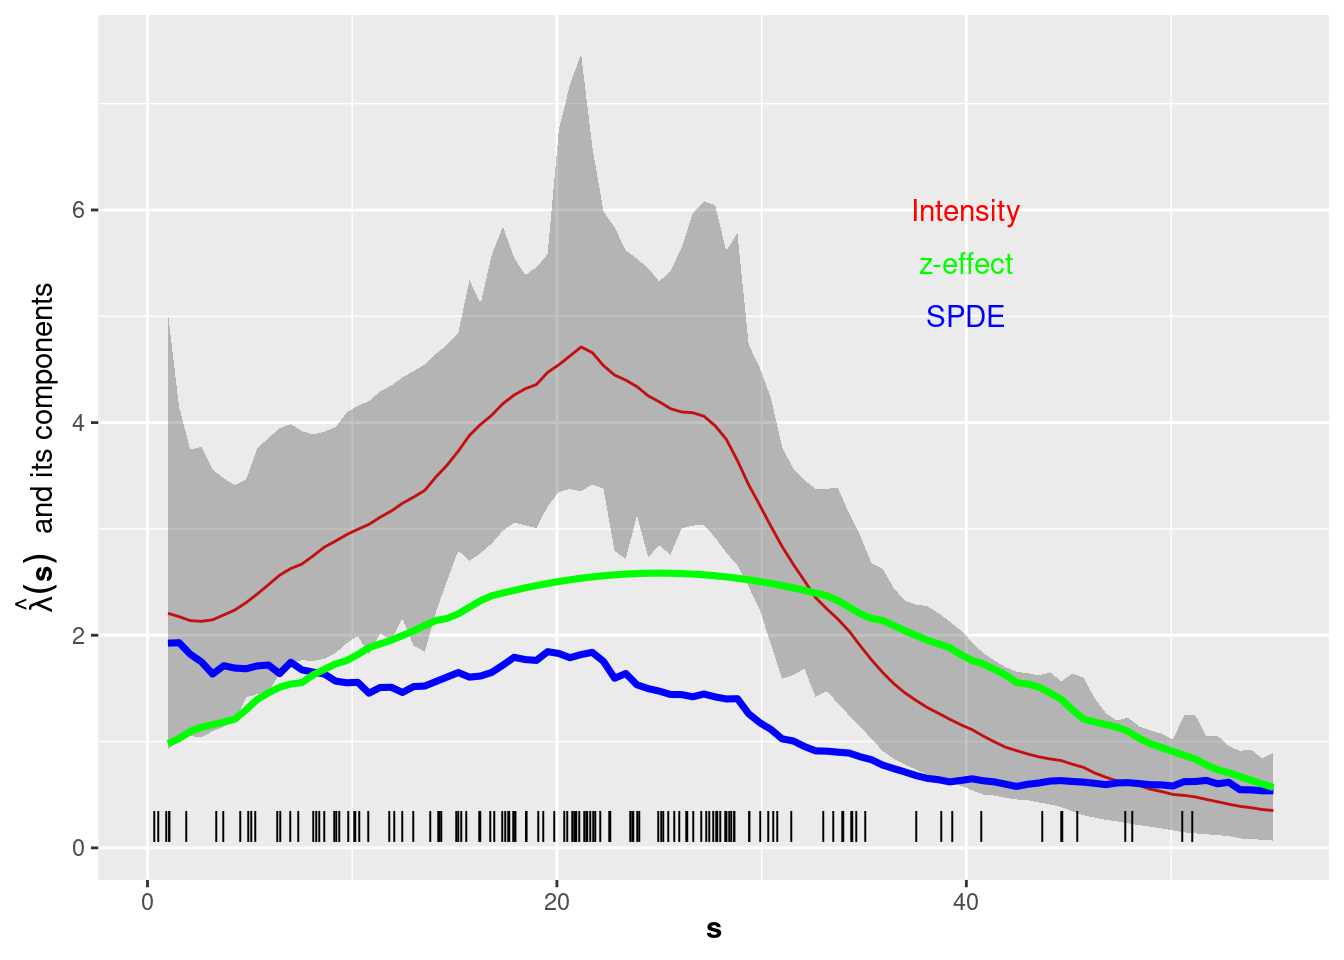 6
4
2
0
0 20 40
s
λ̂(s) and its components
Intensity
z-effect
SPDE